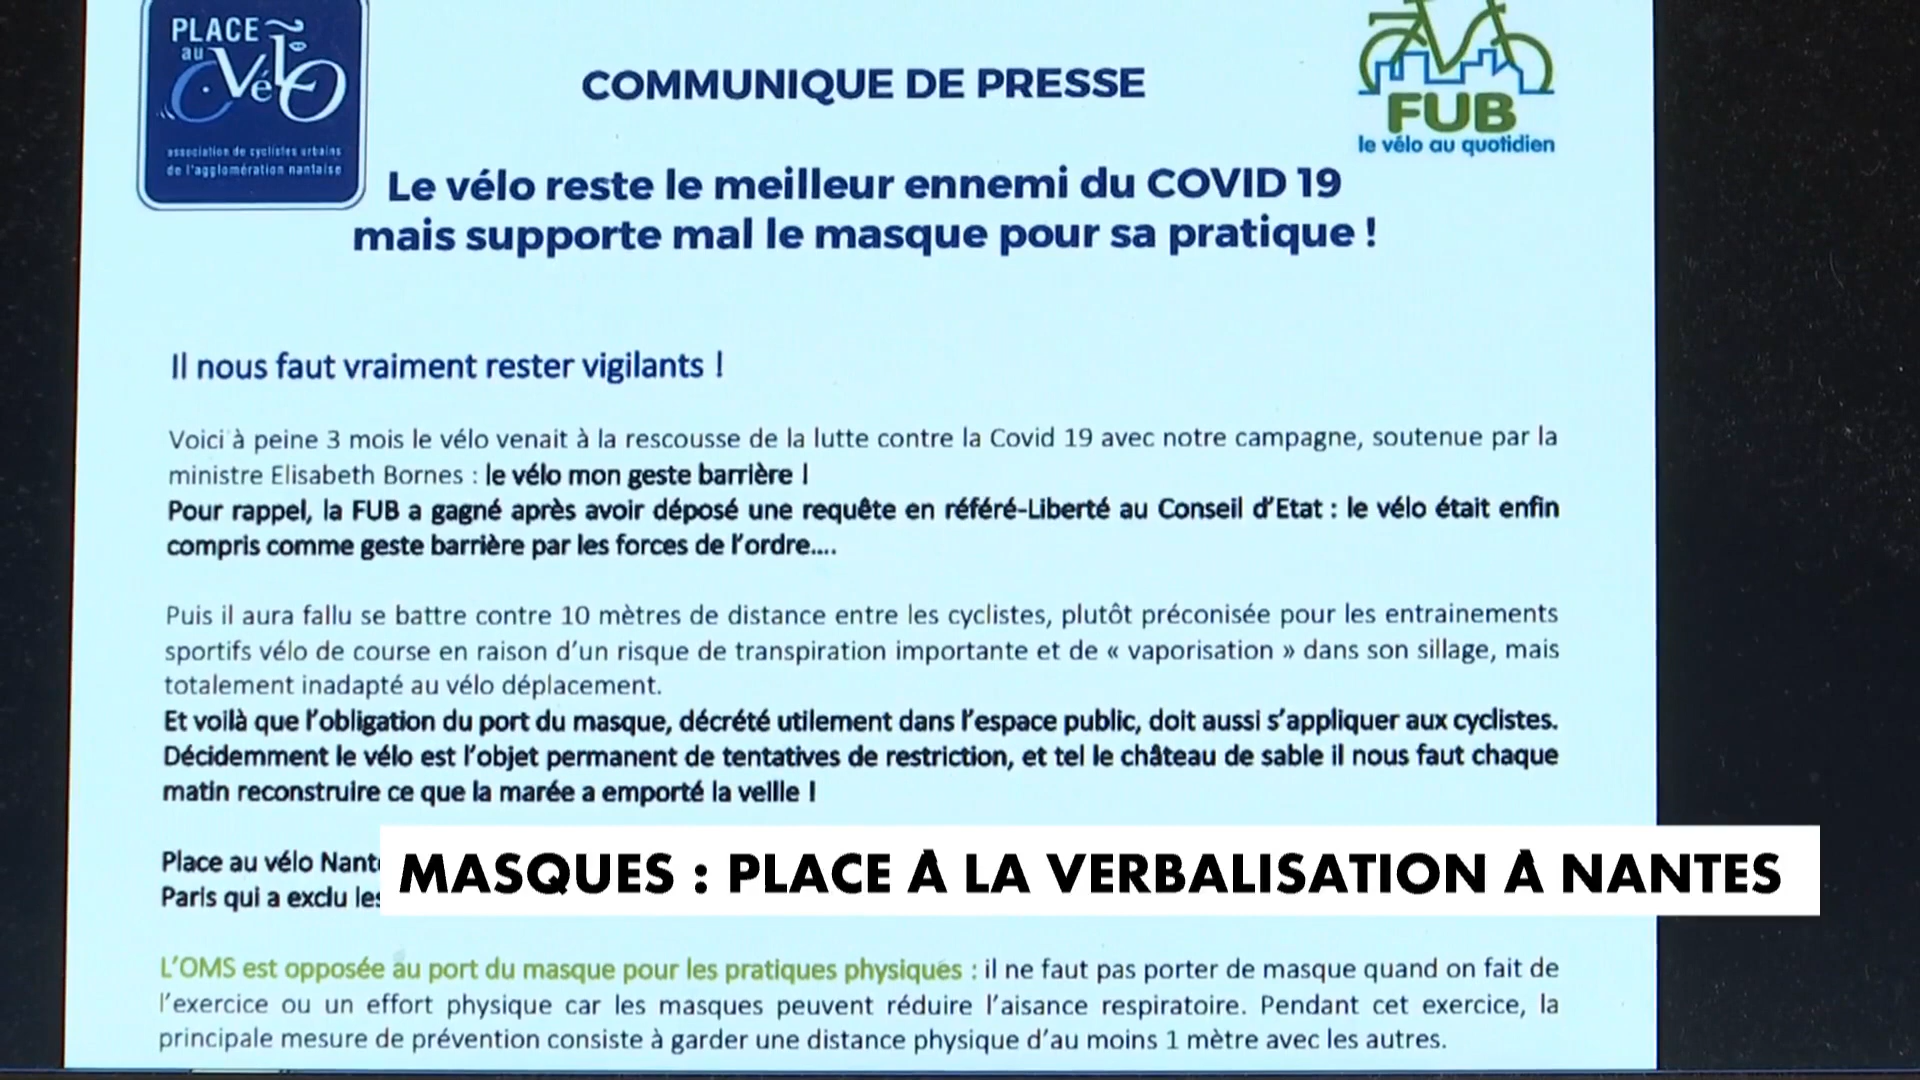 PLACE
au
Vélo
association de cyclistes urbains
de l'agglomération nantaise
COMMUNIQUE DE PRESSE
FUB
le vélo au quotidien
Le vélo reste le meilleur ennemi du COVID 19
mais supporte mal le masque pour sa pratique !
Il nous faut vraiment rester vigilants !
Voici à peine 3 mois le vélo venait à la rescousse de la lutte contre la Covid 19 avec notre campagne, soutenue par la
ministre Elisabeth Bornes : le vélo mon geste barrière !
Pour rappel, la FUB a gagné après avoir déposé une requête en référé-Liberté au Conseil d'Etat : le vélo était enfin
compris comme geste barrière par les forces de l'ordre....
Puis il aura fallu se battre contre 10 mètres de distance entre les cyclistes, plutôt préconisée pour les entrainements
sportifs vélo de course en raison d'un risque de transpiration importante et de « vaporisation » dans son sillage, mais
totalement inadapté au vélo déplacement.
Et voilà que l'obligation du port du masque, décrété utilement dans l'espace public, doit aussi s'appliquer aux cyclistes.
Décidemment le vélo est l'objet permanent de tentatives de restriction, et tel le château de sable il nous faut chaque
matin reconstruire ce que la marée a emporté la veille !
Place au vélo Nant
Paris qui a exclu les
MASQUES : PLACE À LA VERBALISATION À NANTES
L'OMS est opposée au port du masque pour les pratiques physiques : il ne faut pas porter de masque quand on fait de
l'exercice ou un effort physique car les masques peuvent réduire l'aisance respiratoire. Pendant cet exercice, la
principale mesure de prévention consiste à garder une distance physique d'au moins 1 mètre avec les autres.